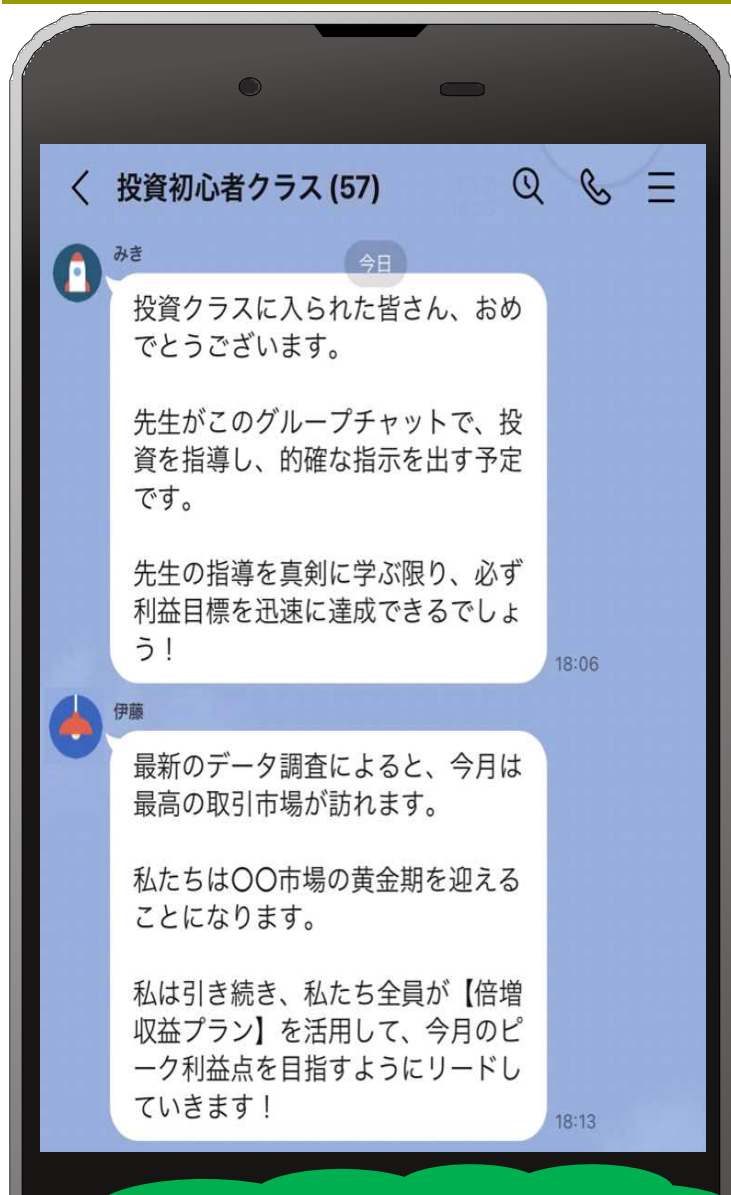 投資初心者クラス (57)
みき
今日
投資クラスに入られた皆さん、おめ
でとうございます。
先生がこのグループチャットで、投
資を指導し、的確な指示を出す予定
です。
先生の指導を真剣に学ぶ限り、必ず
利益目標を迅速に達成できるでしょ
う！
18:06
伊藤
最新のデータ調査によると、今月は
最高の取引市場が訪れます。
私たちは〇〇市場の黄金期を迎える
ことになります。
私は引き続き、私たち全員が【倍増
収益プラン】を活用して、今月のピ
ーク利益点を目指すようにリードし
ていきます！
18:13